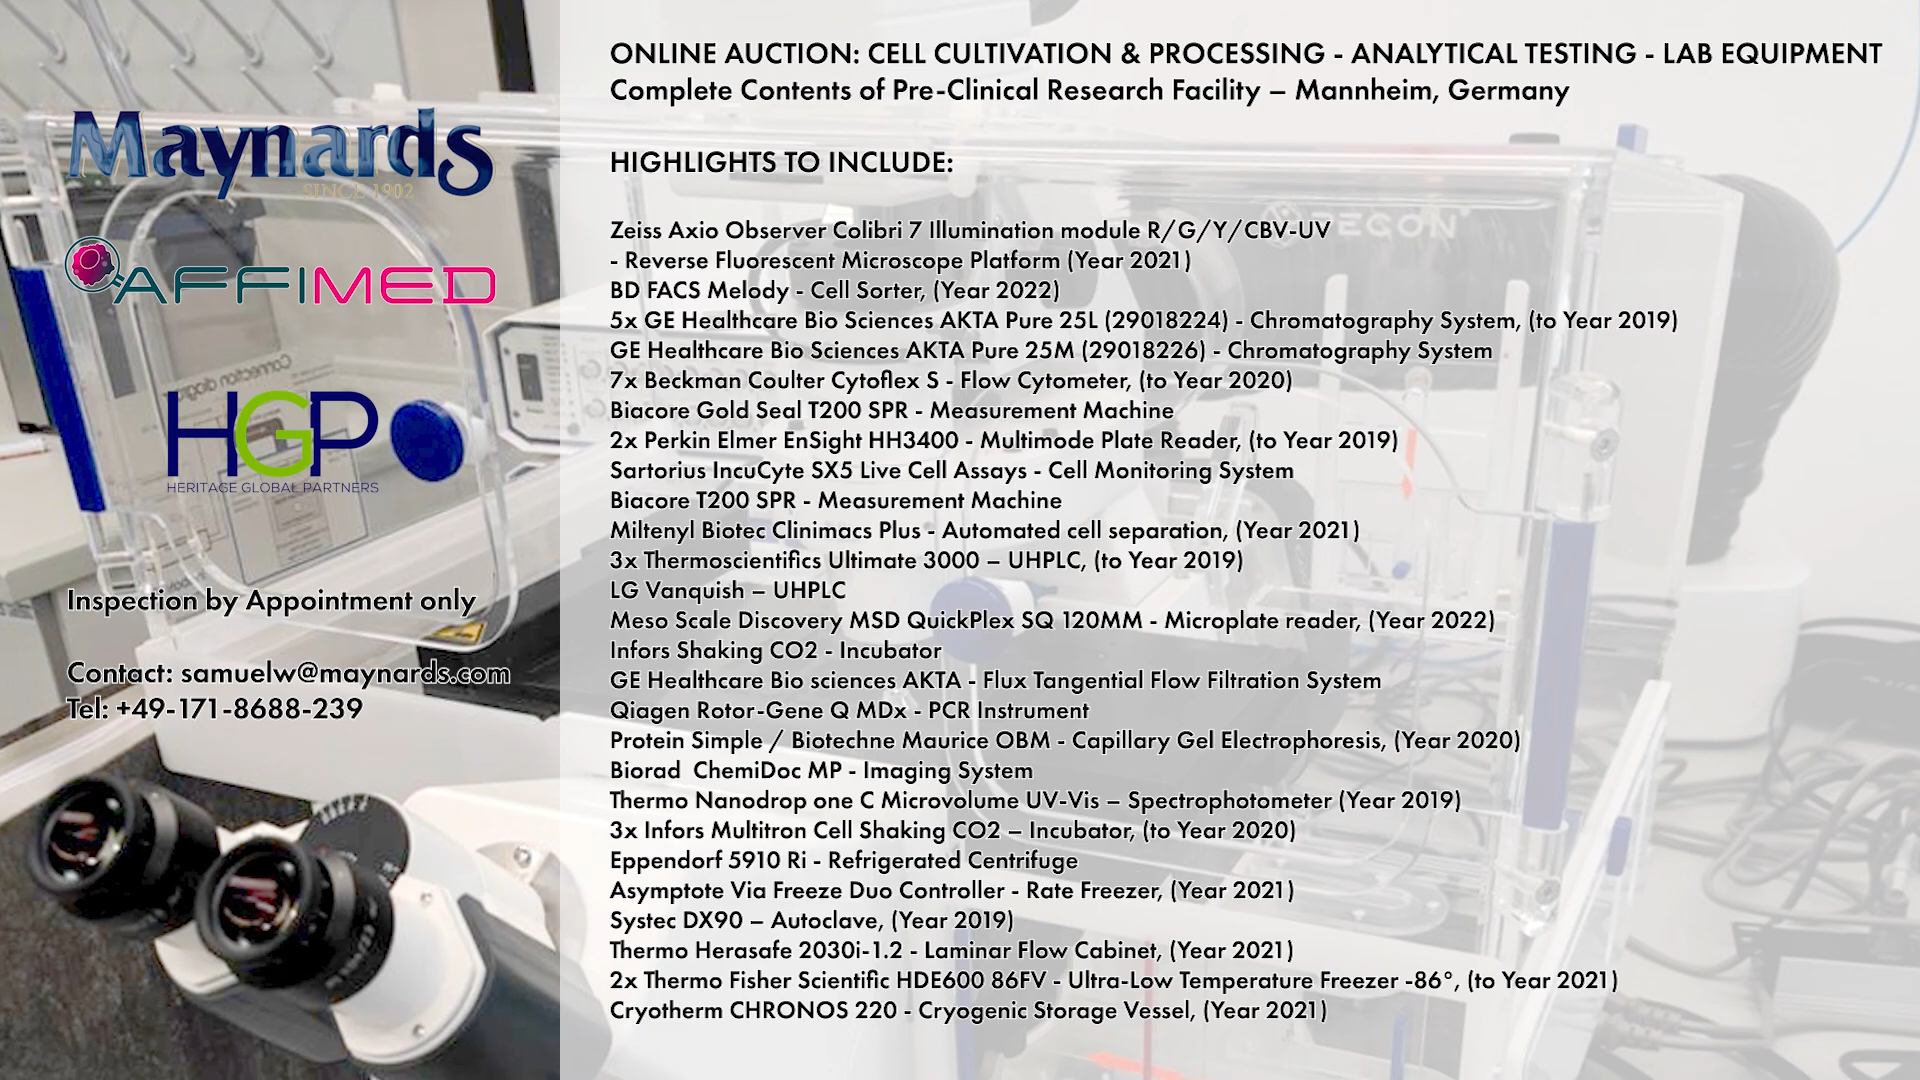 Maynards
SINCE 1902
AFFIMED
HGP
HERITAGE GLOBAL PARTNERS
Inspection by Appointment only
Contact: samuelw@maynards.com
Tel: +49-171-8688-239
ONLINE AUCTION: CELL CULTIVATION & PROCESSING - ANALYTICAL TESTING - LAB EQUIPMENT
Complete Contents of Pre-Clinical Research Facility – Mannheim, Germany
HIGHLIGHTS TO INCLUDE:
Zeiss Axio Observer Colibri 7 Illumination module R/G/Y/CBV-UV
- Reverse Fluorescent Microscope Platform (Year 2021)
BD FACS Melody - Cell Sorter, (Year 2022)
5x GE Healthcare Bio Sciences AKTA Pure 25L (29018224) - Chromatography System, (to Year 2019)
GE Healthcare Bio Sciences AKTA Pure 25M (29018226) - Chromatography System
7x Beckman Coulter Cytoflex S - Flow Cytometer, (to Year 2020)
Biacore Gold Seal T200 SPR - Measurement Machine
2x Perkin Elmer EnSight HH3400 - Multimode Plate Reader, (to Year 2019)
Sartorius IncuCyte SX5 Live Cell Assays - Cell Monitoring System
Biacore T200 SPR - Measurement Machine
Miltenyl Biotec Clinimacs Plus - Automated cell separation, (Year 2021)
3x Thermoscientifics Ultimate 3000 – UHPLC, (to Year 2019)
LG Vanquish – UHPLC
Meso Scale Discovery MSD QuickPlex SQ 120MM - Microplate reader, (Year 2022)
Infors Shaking CO2 - Incubator
GE Healthcare Bio sciences AKTA - Flux Tangential Flow Filtration System
Qiagen Rotor-Gene Q MDx - PCR Instrument
Protein Simple / Biotechne Maurice OBM - Capillary Gel Electrophoresis, (Year 2020)
Biorad  ChemiDoc MP - Imaging System
Thermo Nanodrop one C Microvolume UV-Vis – Spectrophotometer (Year 2019)
3x Infors Multitron Cell Shaking CO2 – Incubator, (to Year 2020)
Eppendorf 5910 Ri - Refrigerated Centrifuge
Asymptote Via Freeze Duo Controller - Rate Freezer, (Year 2021)
Systec DX90 – Autoclave, (Year 2019)
Thermo Herasafe 2030i-1.2 - Laminar Flow Cabinet, (Year 2021)
2x Thermo Fisher Scientific HDE600 86FV - Ultra-Low Temperature Freezer -86°, (to Year 2021)
Cryotherm CHRONOS 220 - Cryogenic Storage Vessel, (Year 2021)
PECON